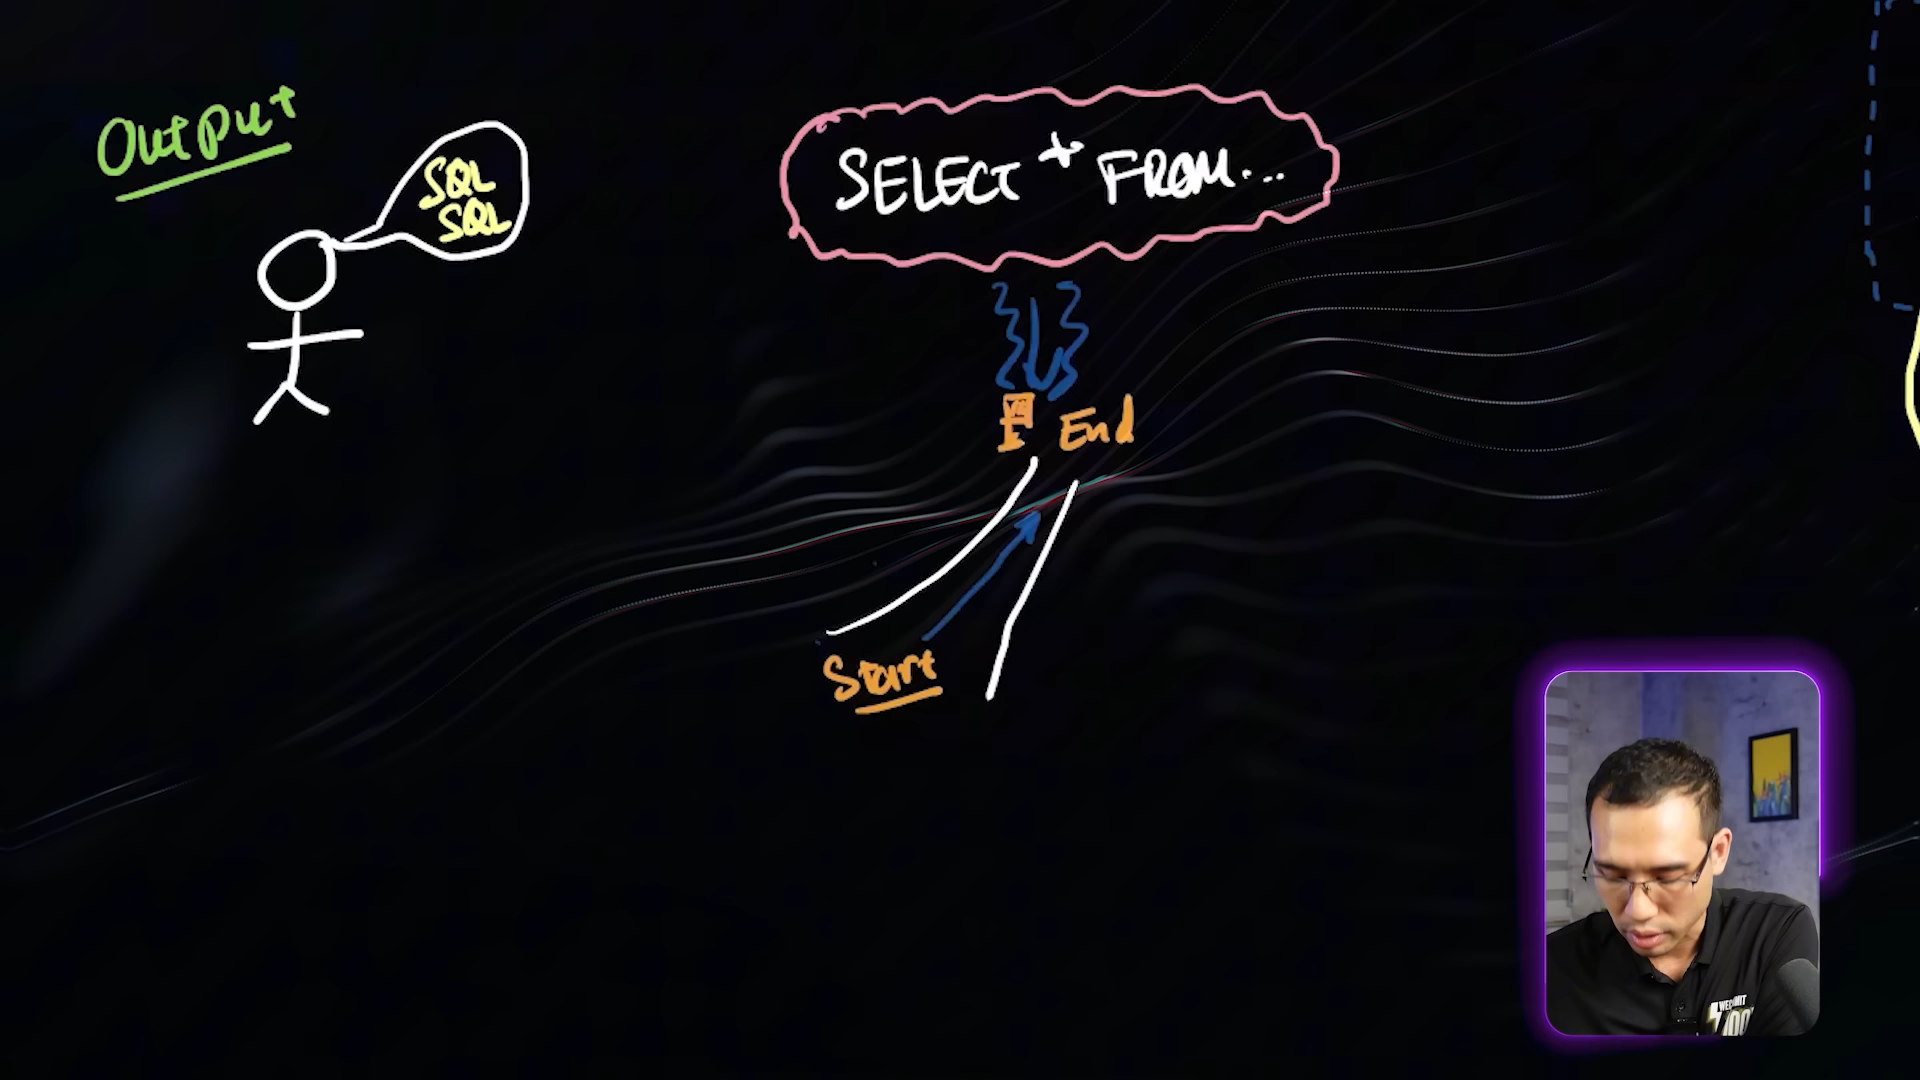 Output
SQL
SQL
SELECT * FROM...
End
Start